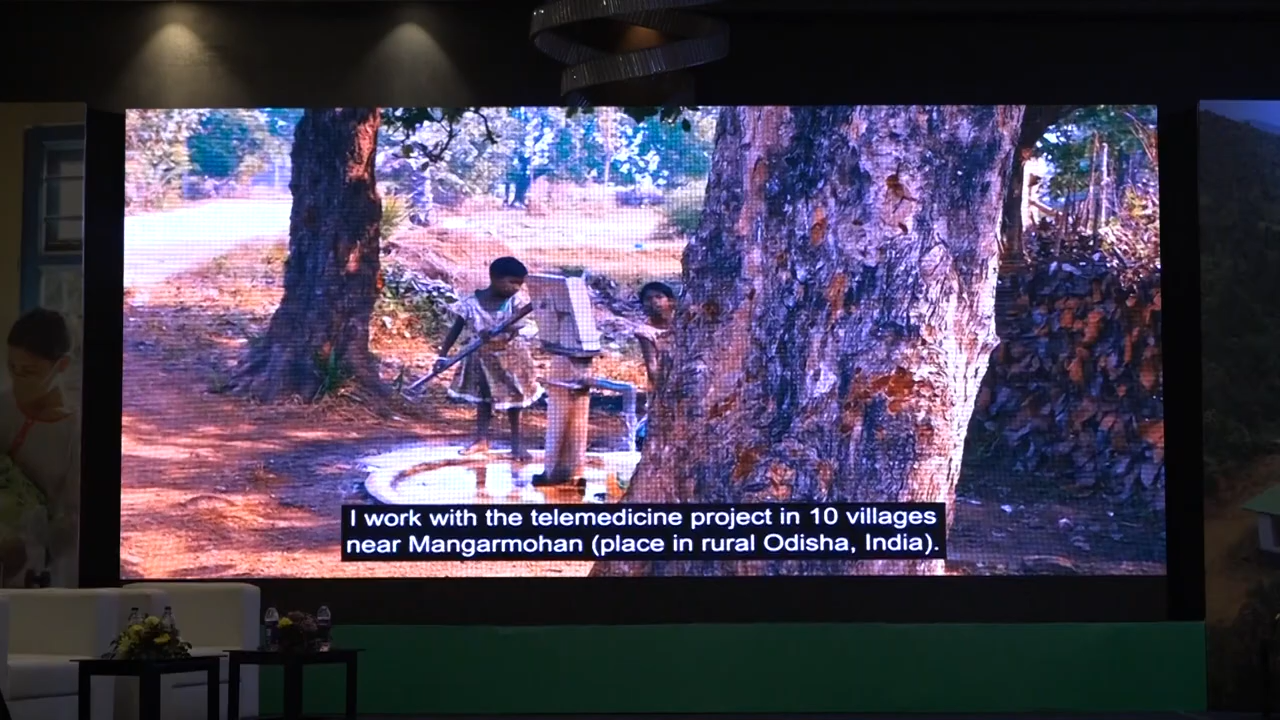 I work with the telemedicine project in 10 villages
near Mangarmohan (place in rural Odisha, India).